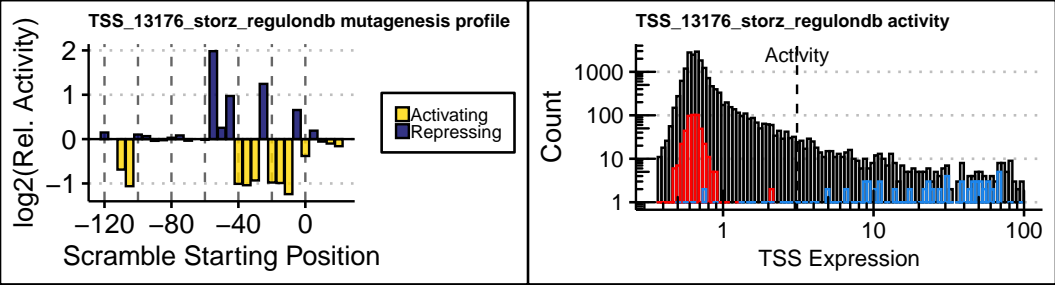 TSS_13176_storz_regulondb mutagenesis profile
log2(Rel. Activity)
2
1
0
−1
−120
−80
−40
0
Scramble Starting Position
Activating
Repressing
TSS_13176_storz_regulondb activity
Activity
Count
1000
100
10
1
1
10
100
TSS Expression